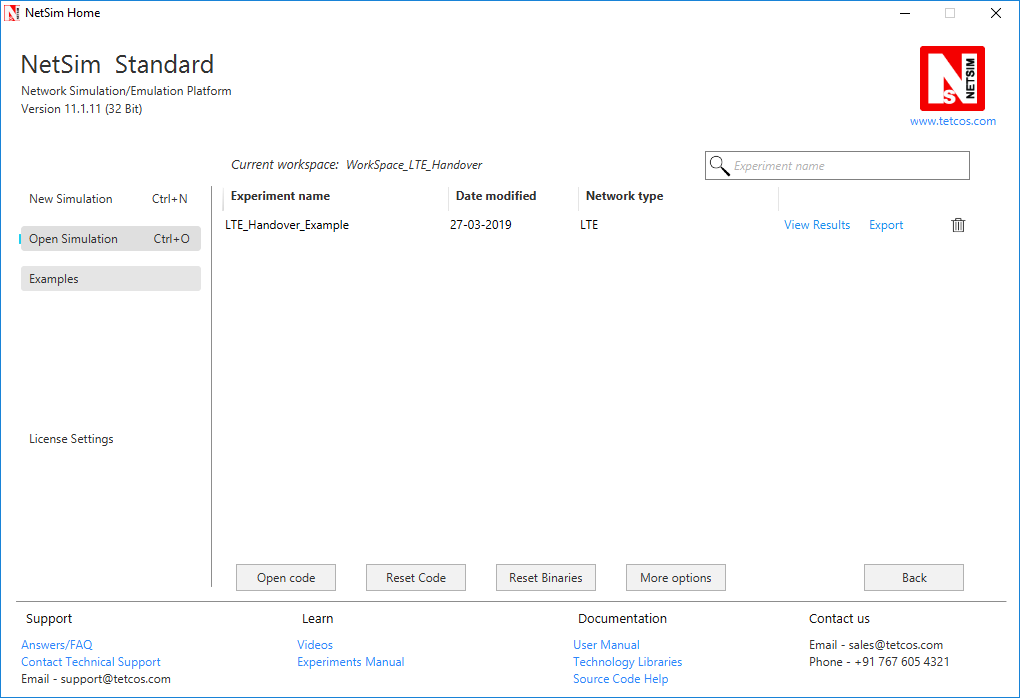 NetSim Home
NetSim Standard
Network Simulation/Emulation Platform
Version 11.1.11 (32 Bit)
NS NETSIM
www.tetcos.com
Current workspace: WorkSpace_LTE_Handover
Experiment name
New Simulation Ctrl+N
Open Simulation Ctrl+O
Examples
License Settings
Experiment name Date modified Network type
LTE_Handover_Example 27-03-2019 LTE View Results Export
Open code Reset Code Reset Binaries More options Back
Support
Answers/FAQ
Contact Technical Support
Email - support@tetcos.com
Learn
Videos
Experiments Manual
Documentation
User Manual
Technology Libraries
Source Code Help
Contact us
Email - sales@tetcos.com
Phone - +91 767 605 4321